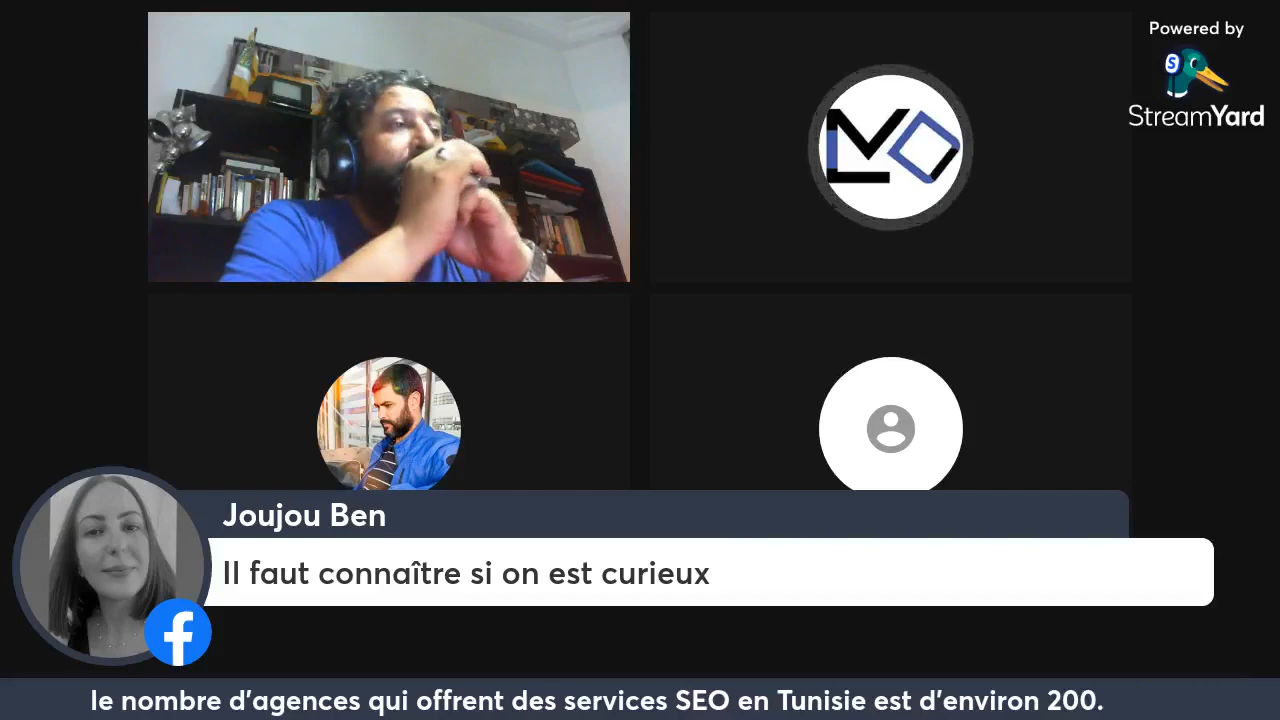 Powered by
S
StreamYard
Joujou Ben
Il faut connaître si on est curieux
le nombre d'agences qui offrent des services SEO en Tunisie est d'environ 200.